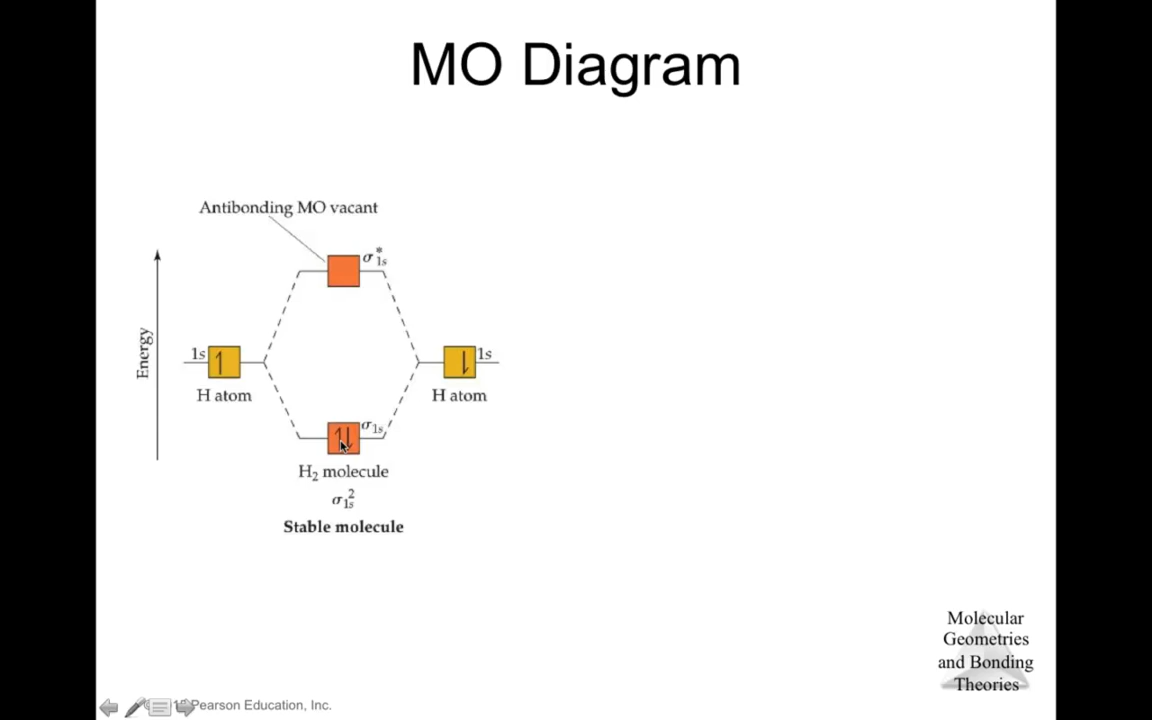 MO Diagram
Antibonding MO vacant
σ*1s
Energy
1s
1s
H atom
H atom
σ1s
H2 molecule
σ1s2
Stable molecule
Molecular
Geometries
and Bonding
Theories
Pearson Education, Inc.